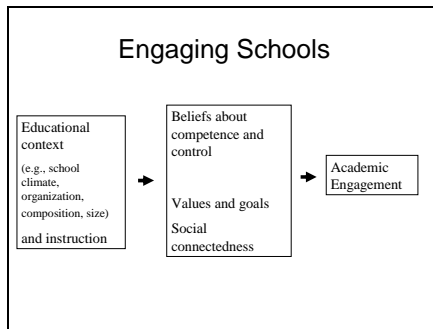 Engaging Schools
Educational
context
(e.g., school
climate,
organization,
composition, size)
and instruction
Beliefs about
competence and
control
Values and goals
Social
connectedness
Academic
Engagement